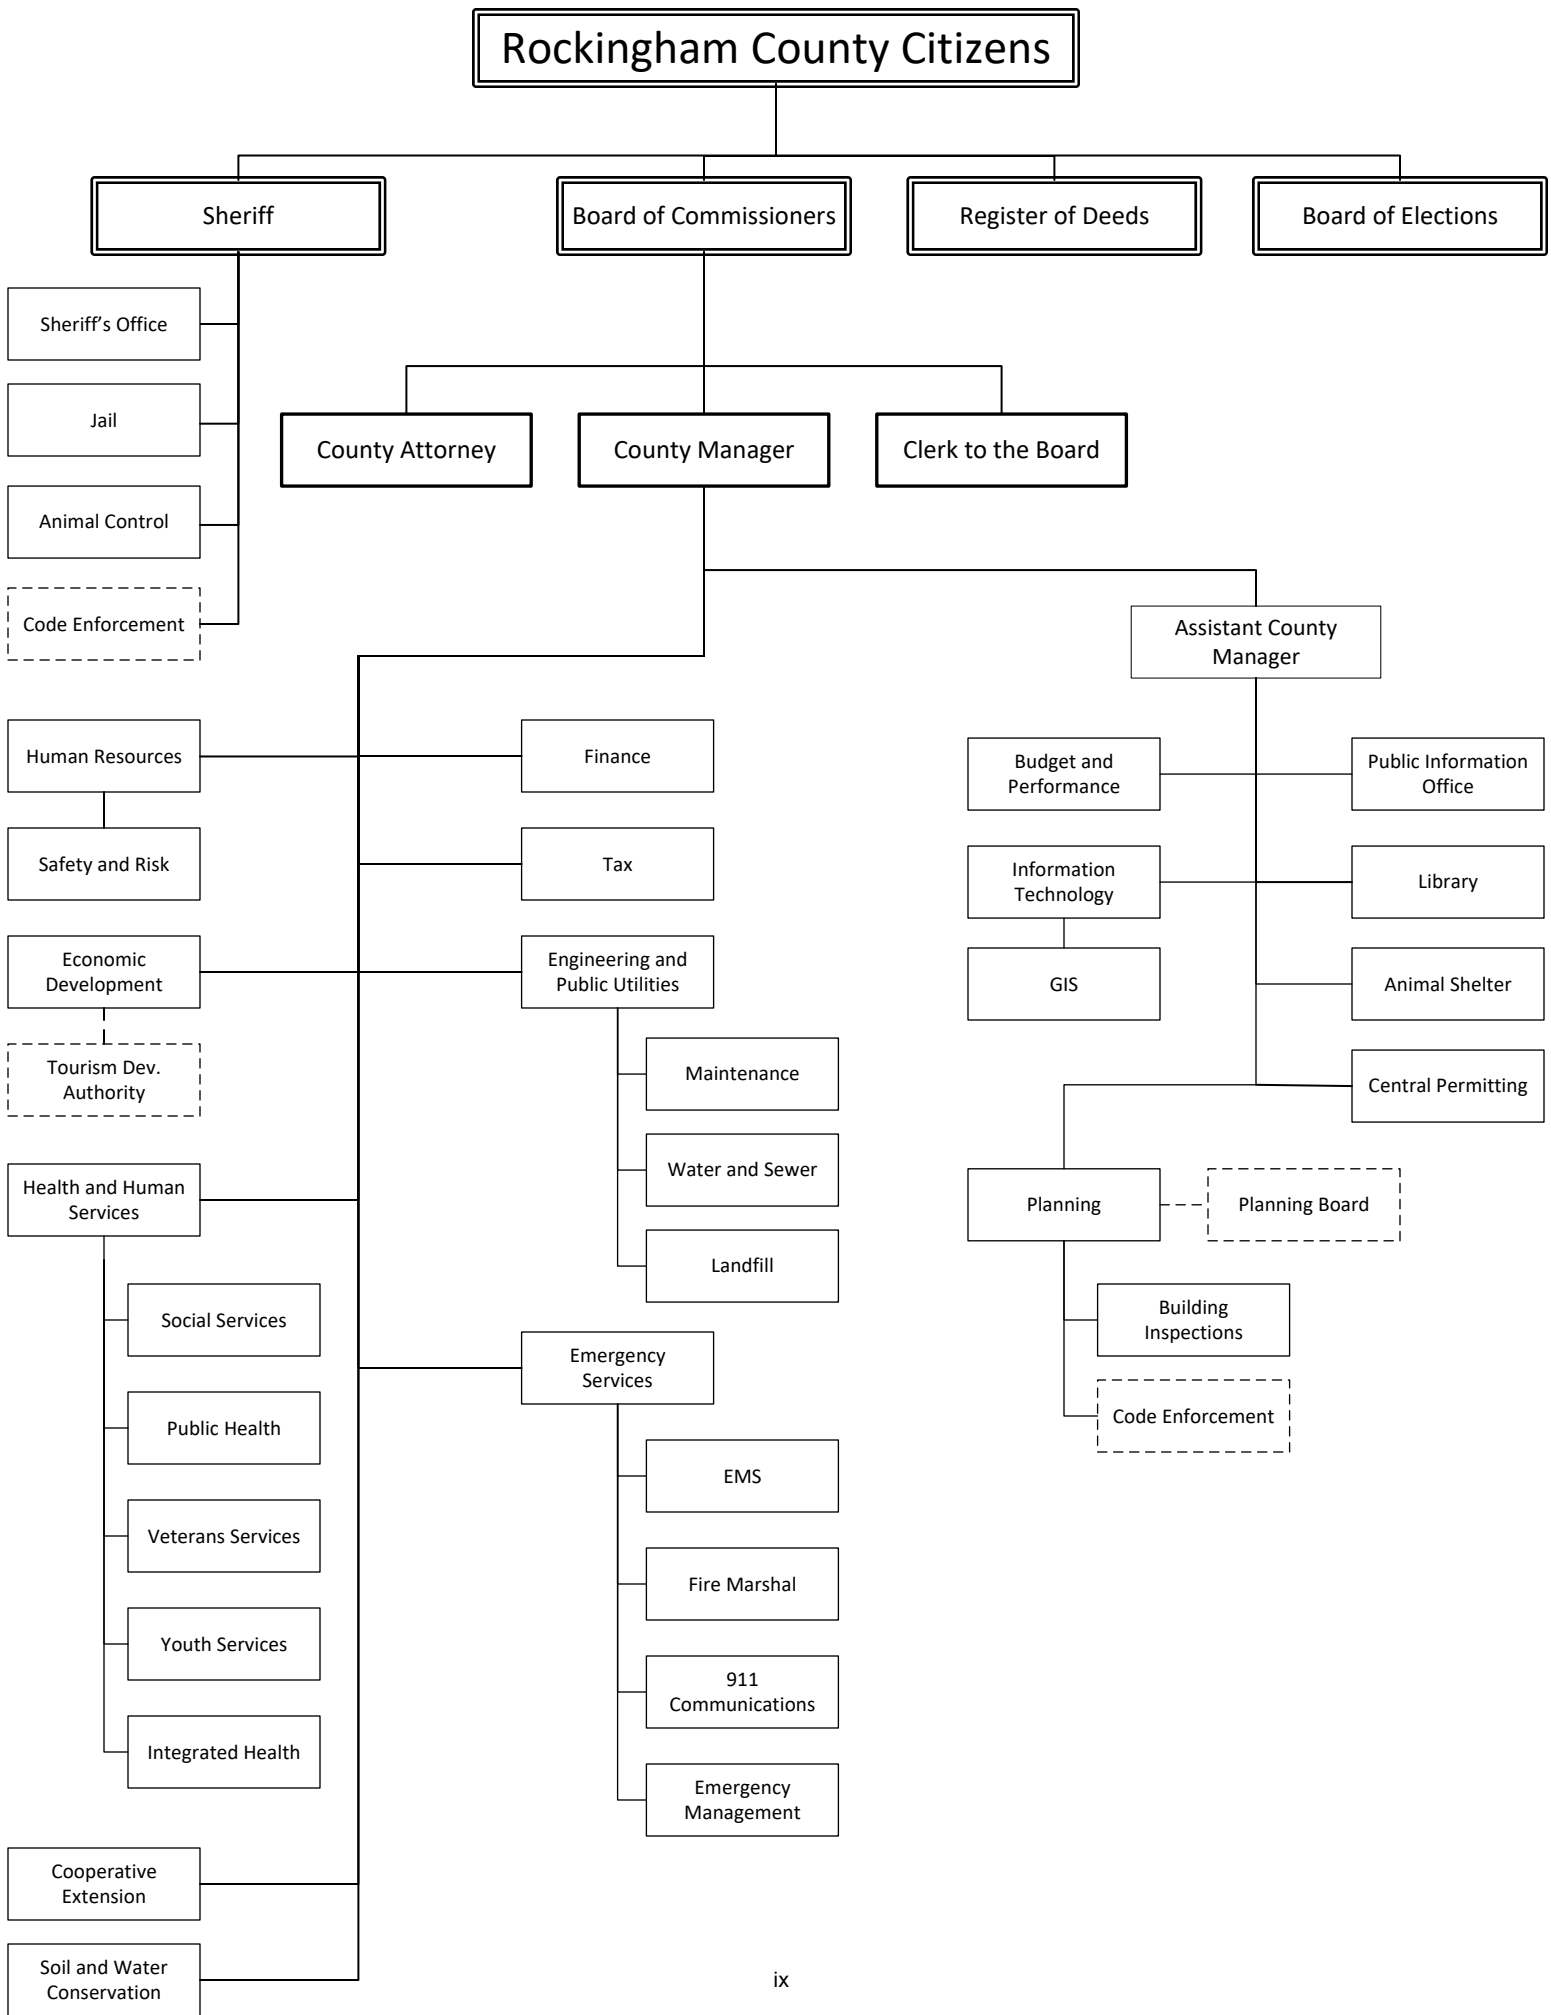 Rockingham County Citizens
Sheriff
Board of Commissioners
Register of Deeds
Board of Elections
Sheriff’s Office
Jail
Animal Control
Code Enforcement
County Attorney
County Manager
Clerk to the Board
Assistant County
Manager
Human Resources
Safety and Risk
Economic
Development
Tourism Dev.
Authority
Health and Human
Services
Social Services
Public Health
Veterans Services
Youth Services
Integrated Health
Cooperative
Extension
Soil and Water
Conservation
Finance
Tax
Engineering and
Public Utilities
Maintenance
Water and Sewer
Landfill
Emergency
Services
EMS
Fire Marshal
911
Communications
Emergency
Management
Budget and
Performance
Information
Technology
GIS
Public Information
Office
Library
Animal Shelter
Central Permitting
Planning
Planning Board
Building
Inspections
Code Enforcement
ix